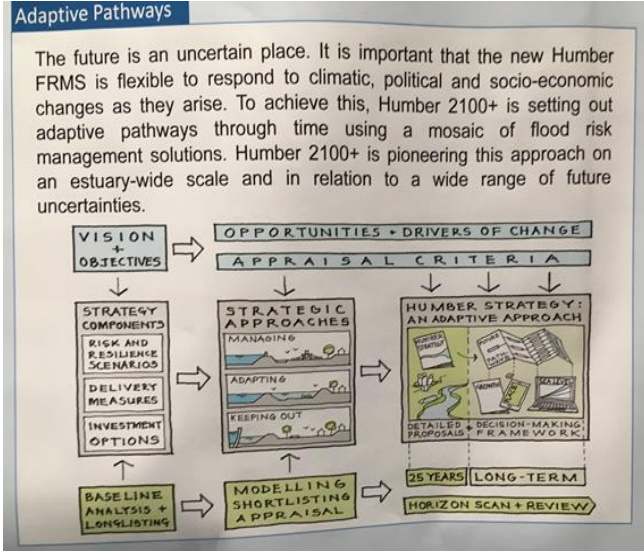 Adaptive Pathways
The future is an uncertain place. It is important that the new Humber
FRMS is flexible to respond to climatic, political and socio-economic
changes as they arise. To achieve this, Humber 2100+ is setting out
adaptive pathways through time using a mosaic of flood risk
management solutions. Humber 2100+ is pioneering this approach on
an estuary-wide scale and in relation to a wide range of future
uncertainties.
VISION
+
OBJECTIVES
OPPORTUNITIES + DRIVERS OF CHANGE
APPRAISAL CRITERIA
STRATEGY
COMPONENTS
RISK AND
RESILIENCE
SCENARIOS
DELIVERY
MEASURES
INVESTMENT
OPTIONS
STRATEGIC
APPROACHES
MANAGING
ADAPTING
KEEPING OUT
HUMBER STRATEGY:
AN ADAPTIVE APPROACH
HUMBER
STRATEGY
FUTURE
SEA LEVEL
DETAILED
PROPOSALS
DECISION-MAKING
FRAMEWORK
BASELINE
ANALYSIS +
LONGLISTING
MODELLING
SHORTLISTING
APPRAISAL
25 YEARS
LONG-TERM
HORIZON SCAN + REVIEW